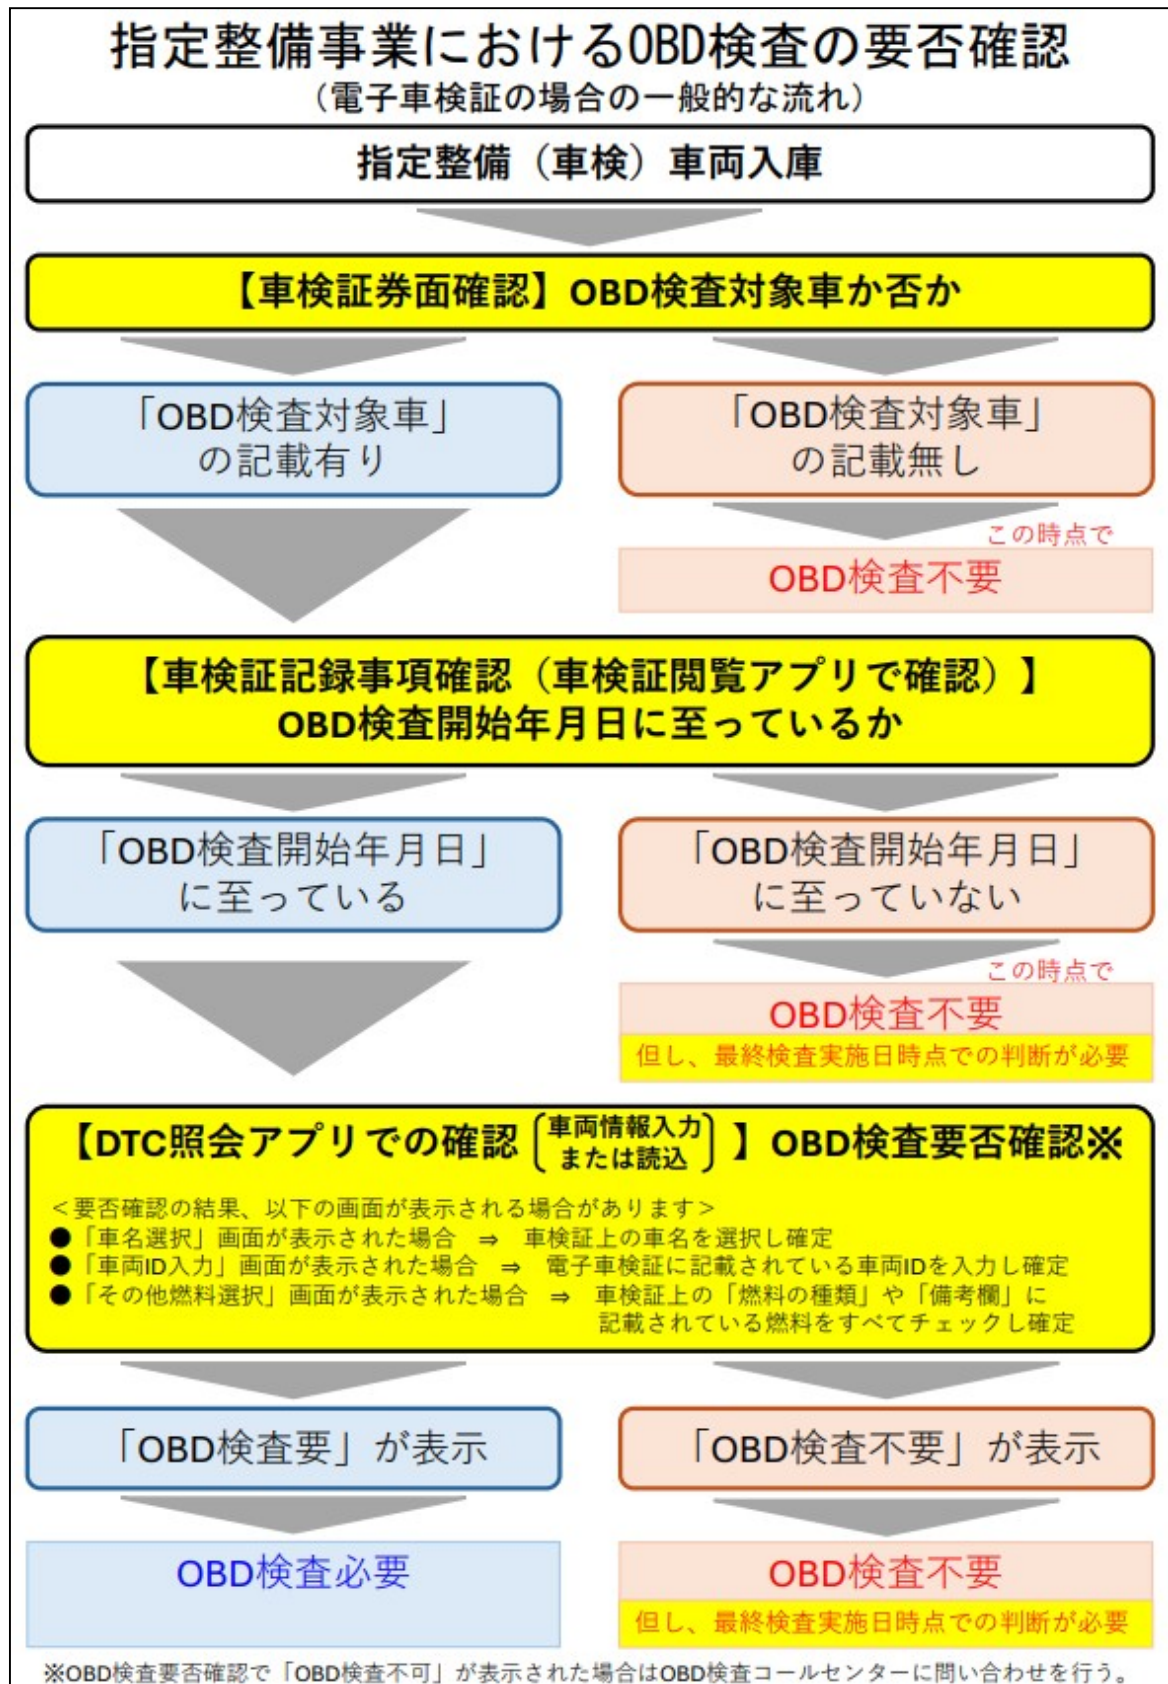 指定整備事業におけるOBD検査の要否確認
（電子車検証の場合の一般的な流れ）
指定整備（車検）車両入庫
【車検証券面確認】OBD検査対象車か否か
「OBD検査対象車」
の記載有り
「OBD検査対象車」
の記載無し
この時点で
OBD検査不要
【車検証記録事項確認（車検証閲覧アプリで確認）】
OBD検査開始年月日に至っているか
「OBD検査開始年月日」
に至っている
「OBD検査開始年月日」
に至っていない
この時点で
OBD検査不要
但し、最終検査実施日時点での判断が必要
【DTC照会アプリでの確認（車両情報入力
または読込）】OBD検査要否確認※
＜要否確認の結果、以下の画面が表示される場合があります＞
●「車名選択」画面が表示された場合　⇒　車検証上の車名を選択し確定
●「車両ID入力」画面が表示された場合　⇒　電子車検証に記載されている車両IDを入力し確定
●「その他燃料選択」画面が表示された場合　⇒　車検証上の「燃料の種類」や「備考欄」に
記載されている燃料をすべてチェックし確定
「OBD検査要」が表示
「OBD検査不要」が表示
OBD検査必要
OBD検査不要
但し、最終検査実施日時点での判断が必要
※OBD検査要否確認で「OBD検査不可」が表示された場合はOBD検査コールセンターに問い合わせを行う。